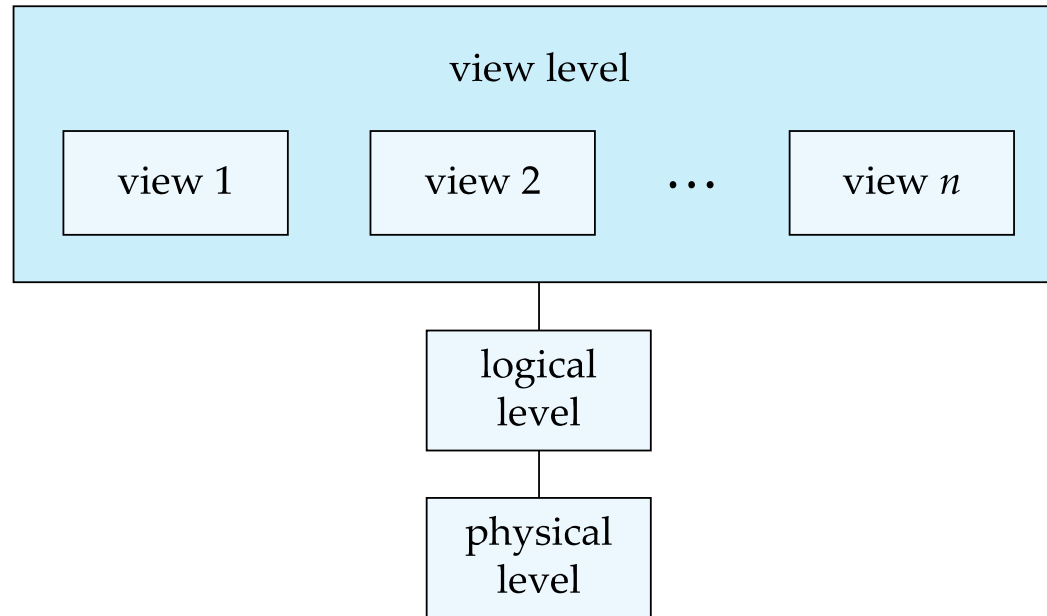 view level
view 1
view 2
...
view n
logical
level
physical
level